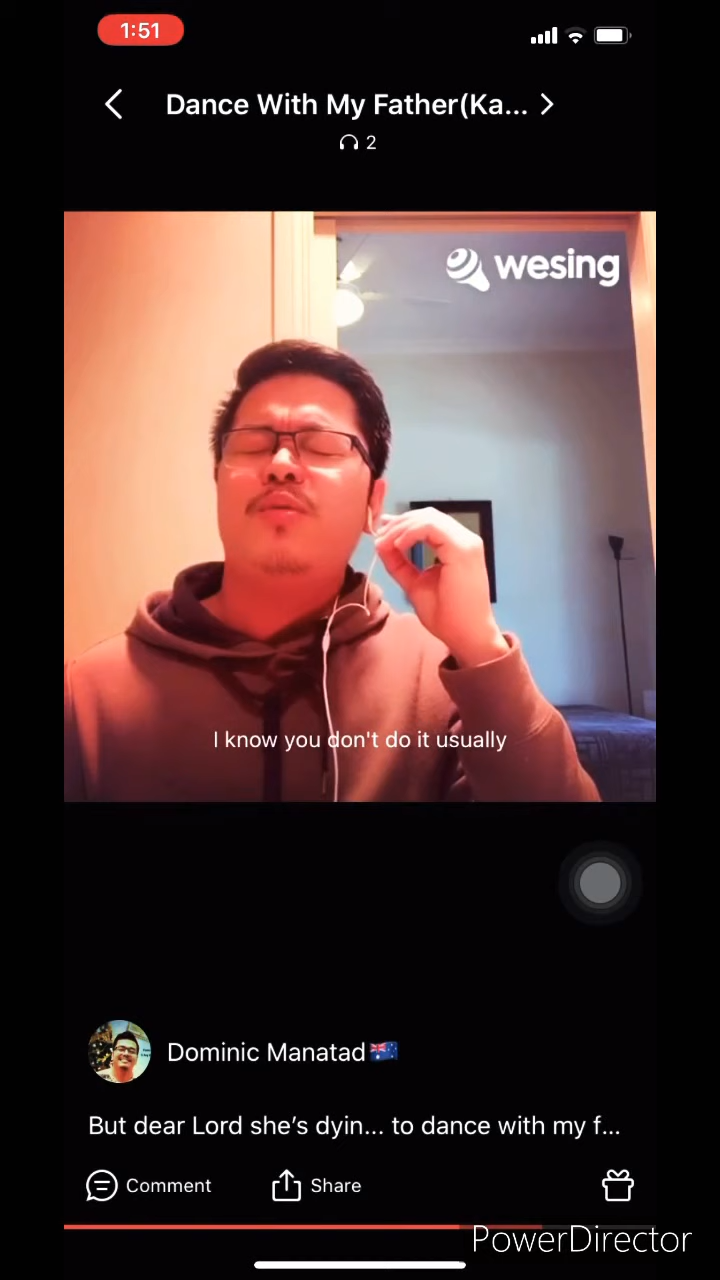 1:51
Dance With My Father(Ka...
2
wesing
I know you don't do it usually
Dominic Manatad
But dear Lord she's dyin... to dance with my f...
Comment
Share
PowerDirector